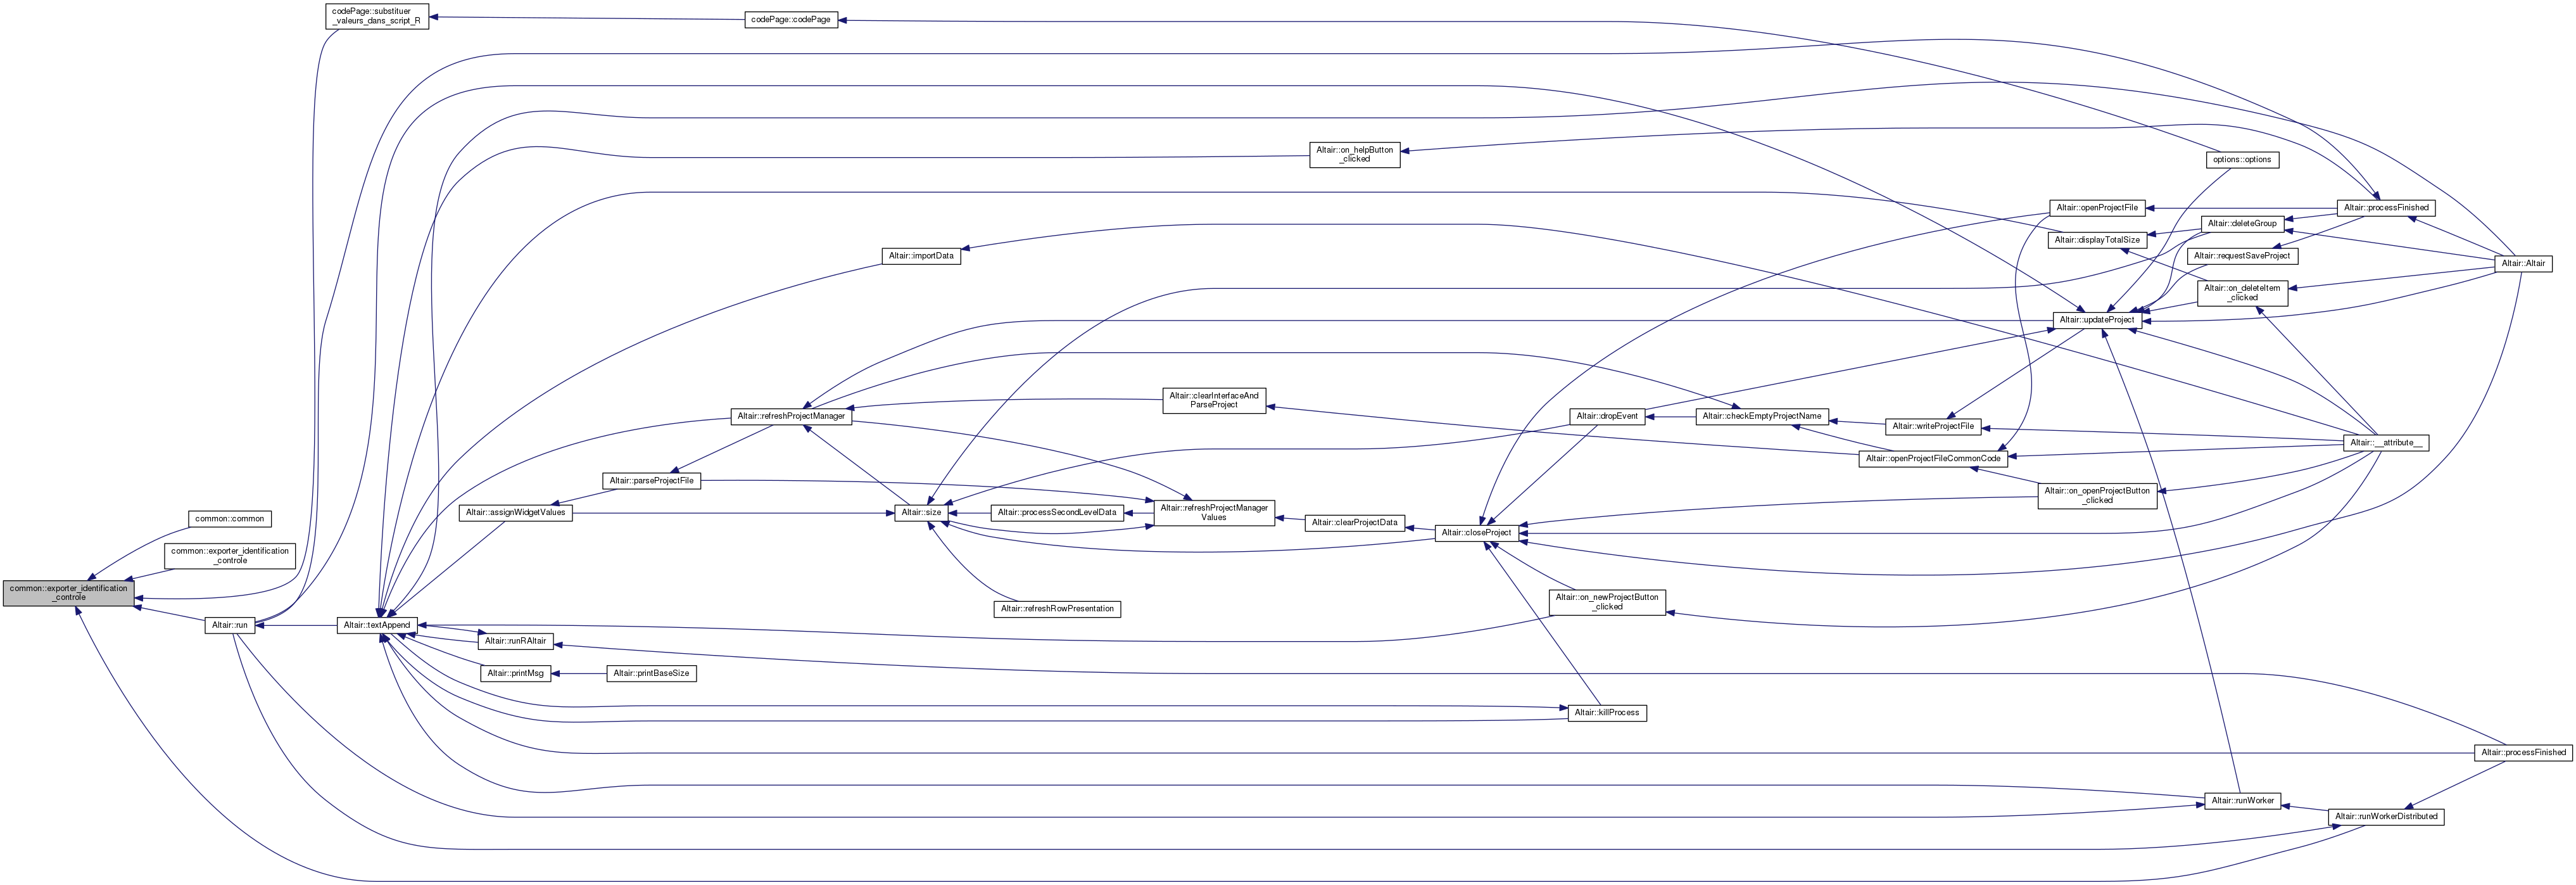 codePage::substituer
_valeurs_dans_script_R
codePage::codePage
Altair::on_helpButton
_clicked
options::options
Altair::openProjectFile
Altair::processFinished
Altair::deleteGroup
Altair::displayTotalSize
Altair::importData
Altair::requestSaveProject
Altair::Altair
Altair::on_deleteItem
_clicked
Altair::updateProject
Altair::clearInterfaceAnd
ParseProject
Altair::refreshProjectManager
Altair::dropEvent
Altair::checkEmptyProjectName
Altair::writeProjectFile
Altair::__attribute__
Altair::openProjectFileCommonCode
Altair::parseProjectFile
Altair::on_openProjectButton
_clicked
Altair::assignWidgetValues
Altair::size
Altair::processSecondLevelData
Altair::refreshProjectManager
Values
Altair::clearProjectData
Altair::closeProject
common::common
common::exporter_identification
_controle
common::exporter_identification
_controle
Altair::on_newProjectButton
_clicked
Altair::refreshRowPresentation
Altair::run
Altair::textAppend
Altair::runRAltair
Altair::printMsg
Altair::printBaseSize
Altair::killProcess
Altair::processFinished
Altair::runWorker
Altair::runWorkerDistributed